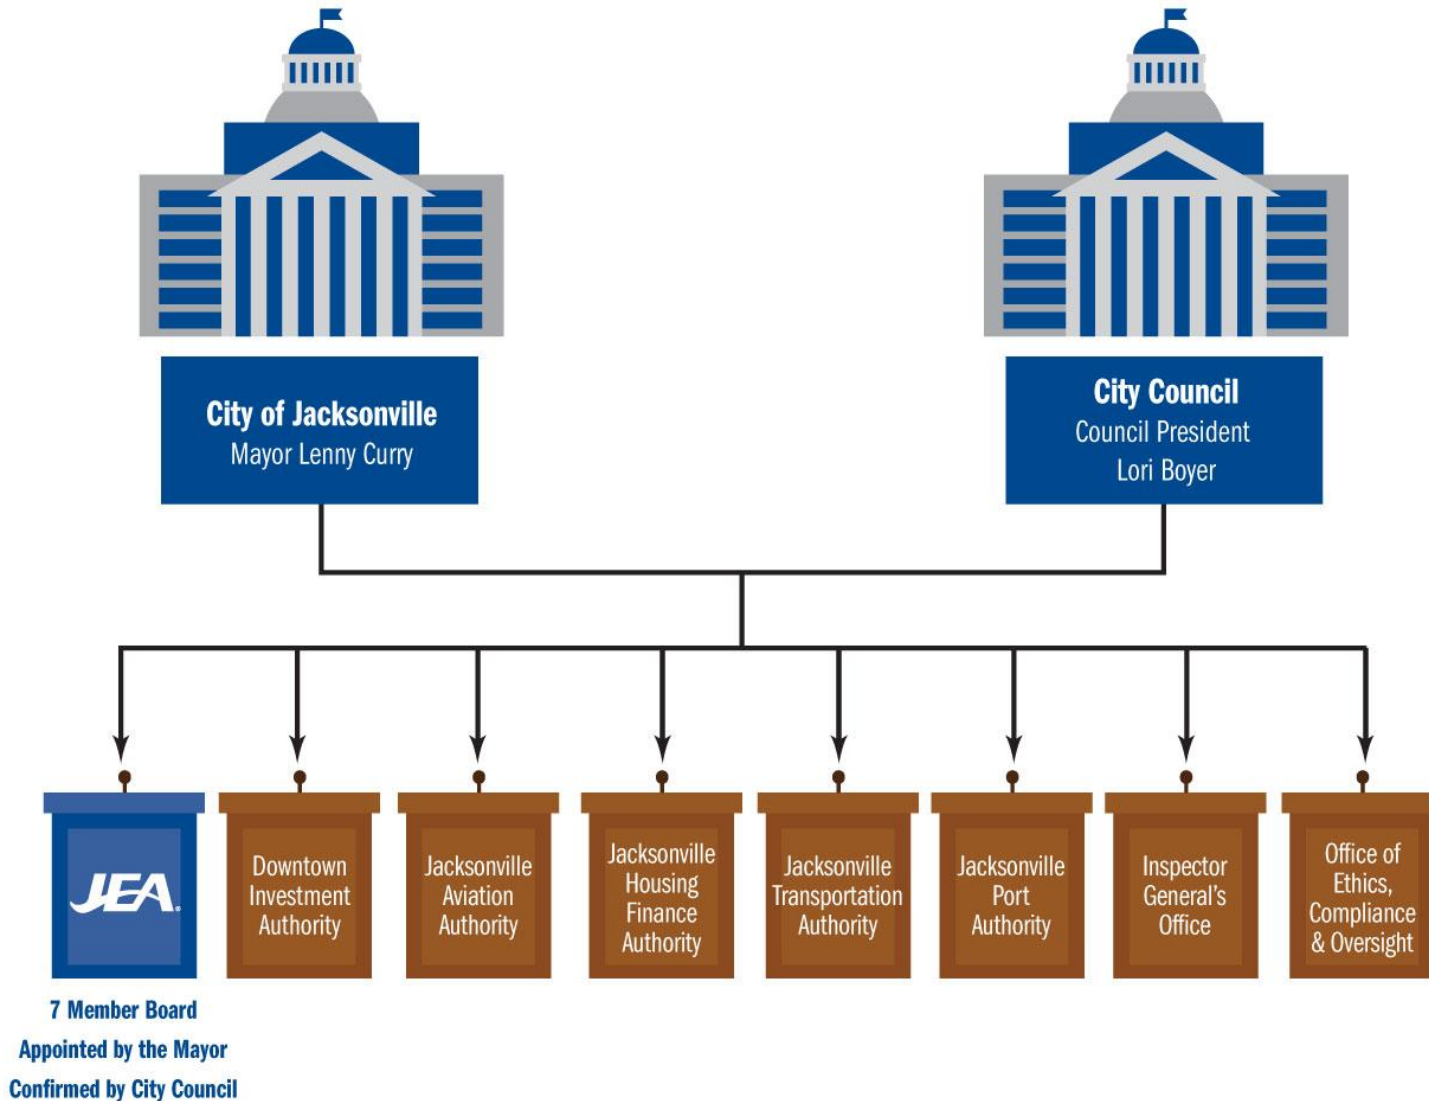 City of Jacksonville
Mayor Lenny Curry
City Council
Council President
Lori Boyer
JEA.
Downtown
Investment
Authority
Jacksonville
Aviation
Authority
Jacksonville
Housing
Finance
Authority
Jacksonville
Transportation
Authority
Jacksonville
Port
Authority
Inspector
General's
Office
Office of
Ethics,
Compliance
& Oversight
7 Member Board
Appointed by the Mayor
Confirmed by City Council